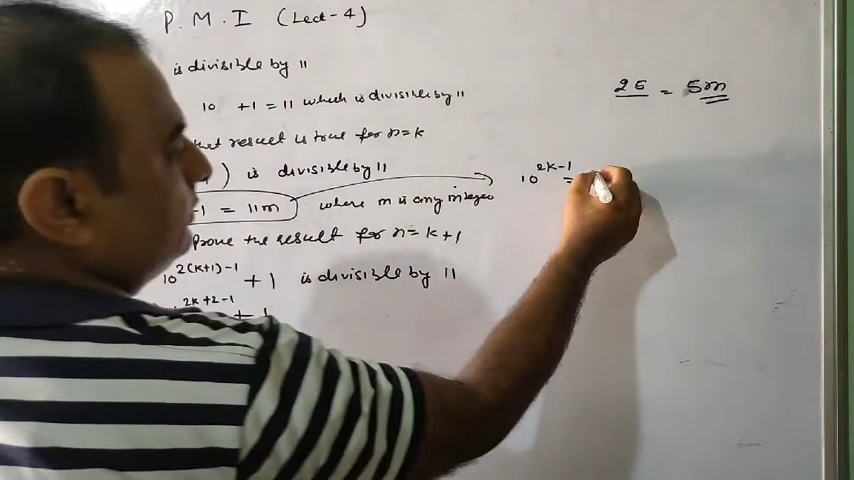 P. M. I (Lect-4)
is divisible by 11
10 +1 = 11 which is divisible by 11
result is true for n=k
) is divisible by 11
-1 = 11m where m is any integer
Prove the result for n=k+1
10^2(k+1)-1 + 1 is divisible by 11
2k+2-1 + 1
25 = 5m
10^2k-1 =